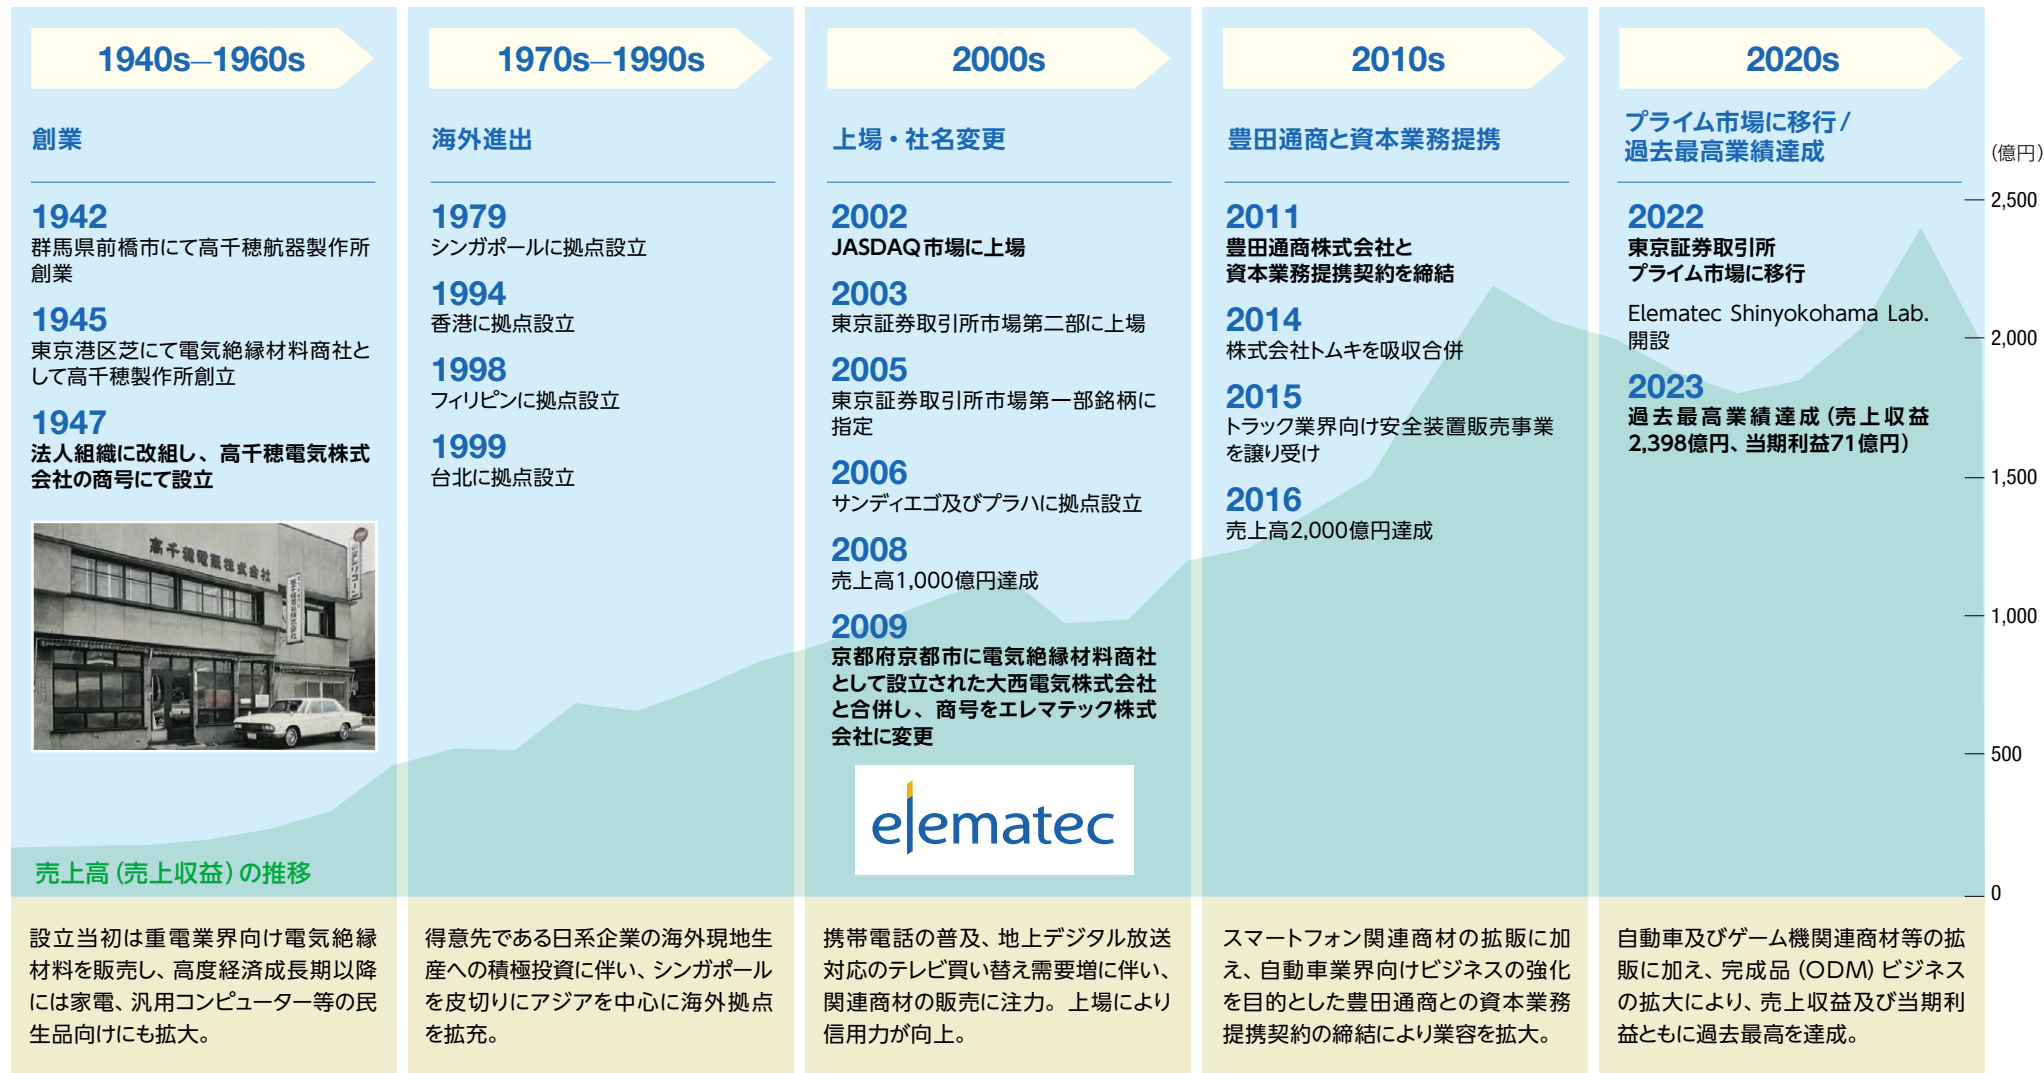 1940s–1960s
創業
1942
群馬県前橋市にて高千穂航器製作所
創業
1945
東京港区芝にて電気絶縁材料商社と
して高千穂製作所創立
1947
法人組織に改組し、高千穂電気株式
会社の商号にて設立
高千穂電気株式会社
売上高(売上収益)の推移
設立当初は重電業界向け電気絶縁
材料を販売し、高度経済成長期以降
には家電、汎用コンピューター等の民
生品向けにも拡大。
1970s–1990s
海外進出
1979
シンガポールに拠点設立
1994
香港に拠点設立
1998
フィリピンに拠点設立
1999
台北に拠点設立
得意先である日系企業の海外現地生
産への積極投資に伴い、シンガポール
を皮切りにアジアを中心に海外拠点
を拡充。
2000s
上場・社名変更
2002
JASDAQ市場に上場
2003
東京証券取引所市場第二部に上場
2005
東京証券取引所市場第一部銘柄に
指定
2006
サンディエゴ及びプラハに拠点設立
2008
売上高1,000億円達成
2009
京都府京都市に電気絶縁材料商社
として設立された大西電気株式会社
と合併し、商号をエレマテック株式
会社に変更
elematec
携帯電話の普及、地上デジタル放送
対応のテレビ買い替え需要増に伴い、
関連商材の販売に注力。上場により
信用力が向上。
2010s
豊田通商と資本業務提携
2011
豊田通商株式会社と
資本業務提携契約を締結
2014
株式会社トムキを吸収合併
2015
トラック業界向け安全装置販売事業
を譲り受け
2016
売上高2,000億円達成
スマートフォン関連商材の拡販に加
え、自動車業界向けビジネスの強化
を目的とした豊田通商との資本業務
提携契約の締結により業容を拡大。
2020s
プライム市場に移行/
過去最高業績達成
2022
東京証券取引所
プライム市場に移行
Elematec Shinyokohama Lab.
開設
2023
過去最高業績達成(売上収益
2,398億円、当期利益71億円)
自動車及びゲーム機関連商材等の拡
販に加え、完成品(ODM)ビジネス
の拡大により、売上収益及び当期利
益ともに過去最高を達成。
(億円)
2,500
2,000
1,500
1,000
500
0